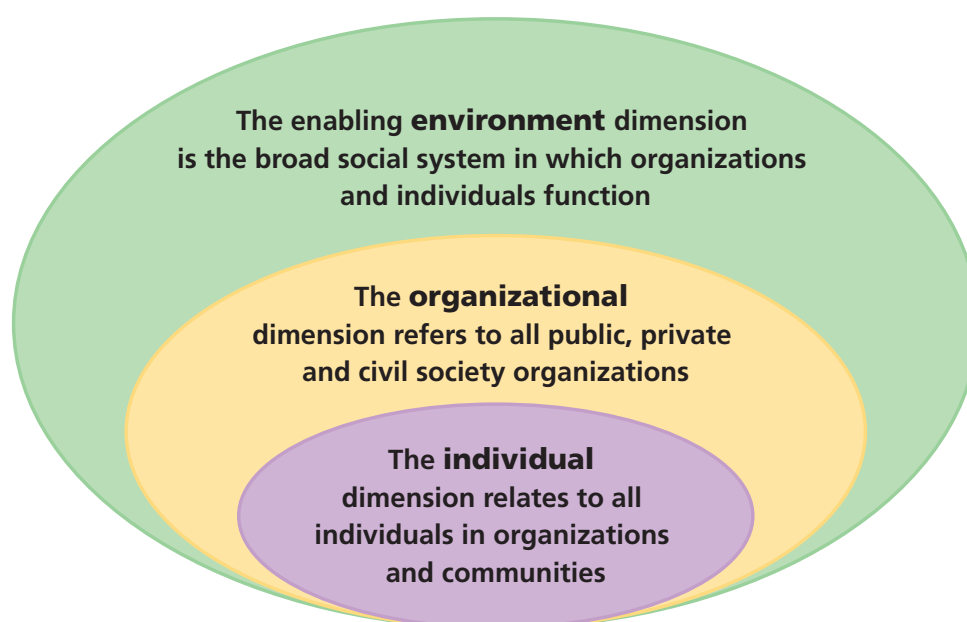 The enabling environment dimension
is the broad social system in which organizations
and individuals function
The organizational
dimension refers to all public, private
and civil society organizations
The individual
dimension relates to all
individuals in organizations
and communities